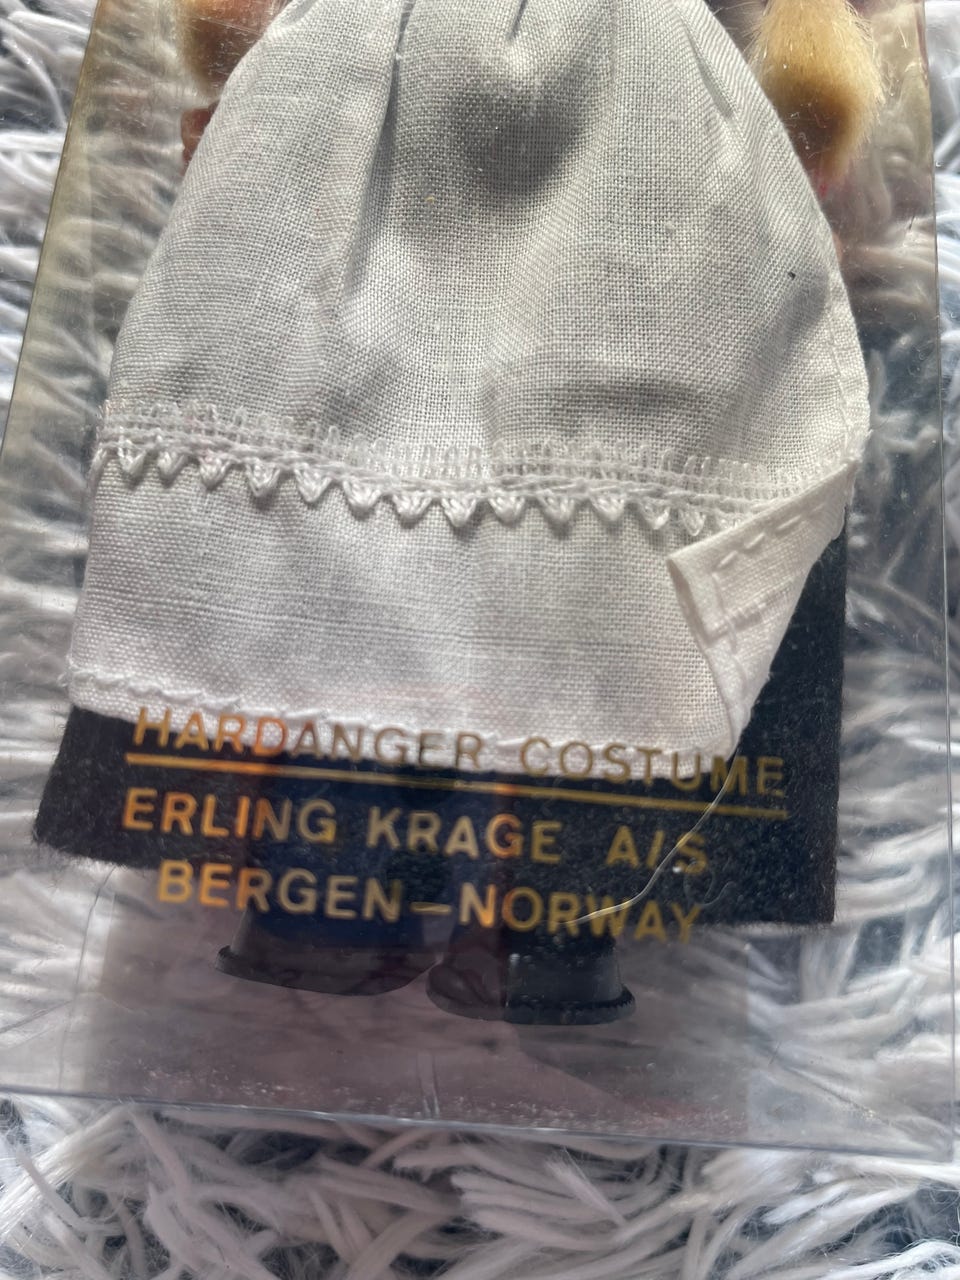 HARDANGER COSTUME
ERLING KRAGE A/S
BERGEN–NORWAY